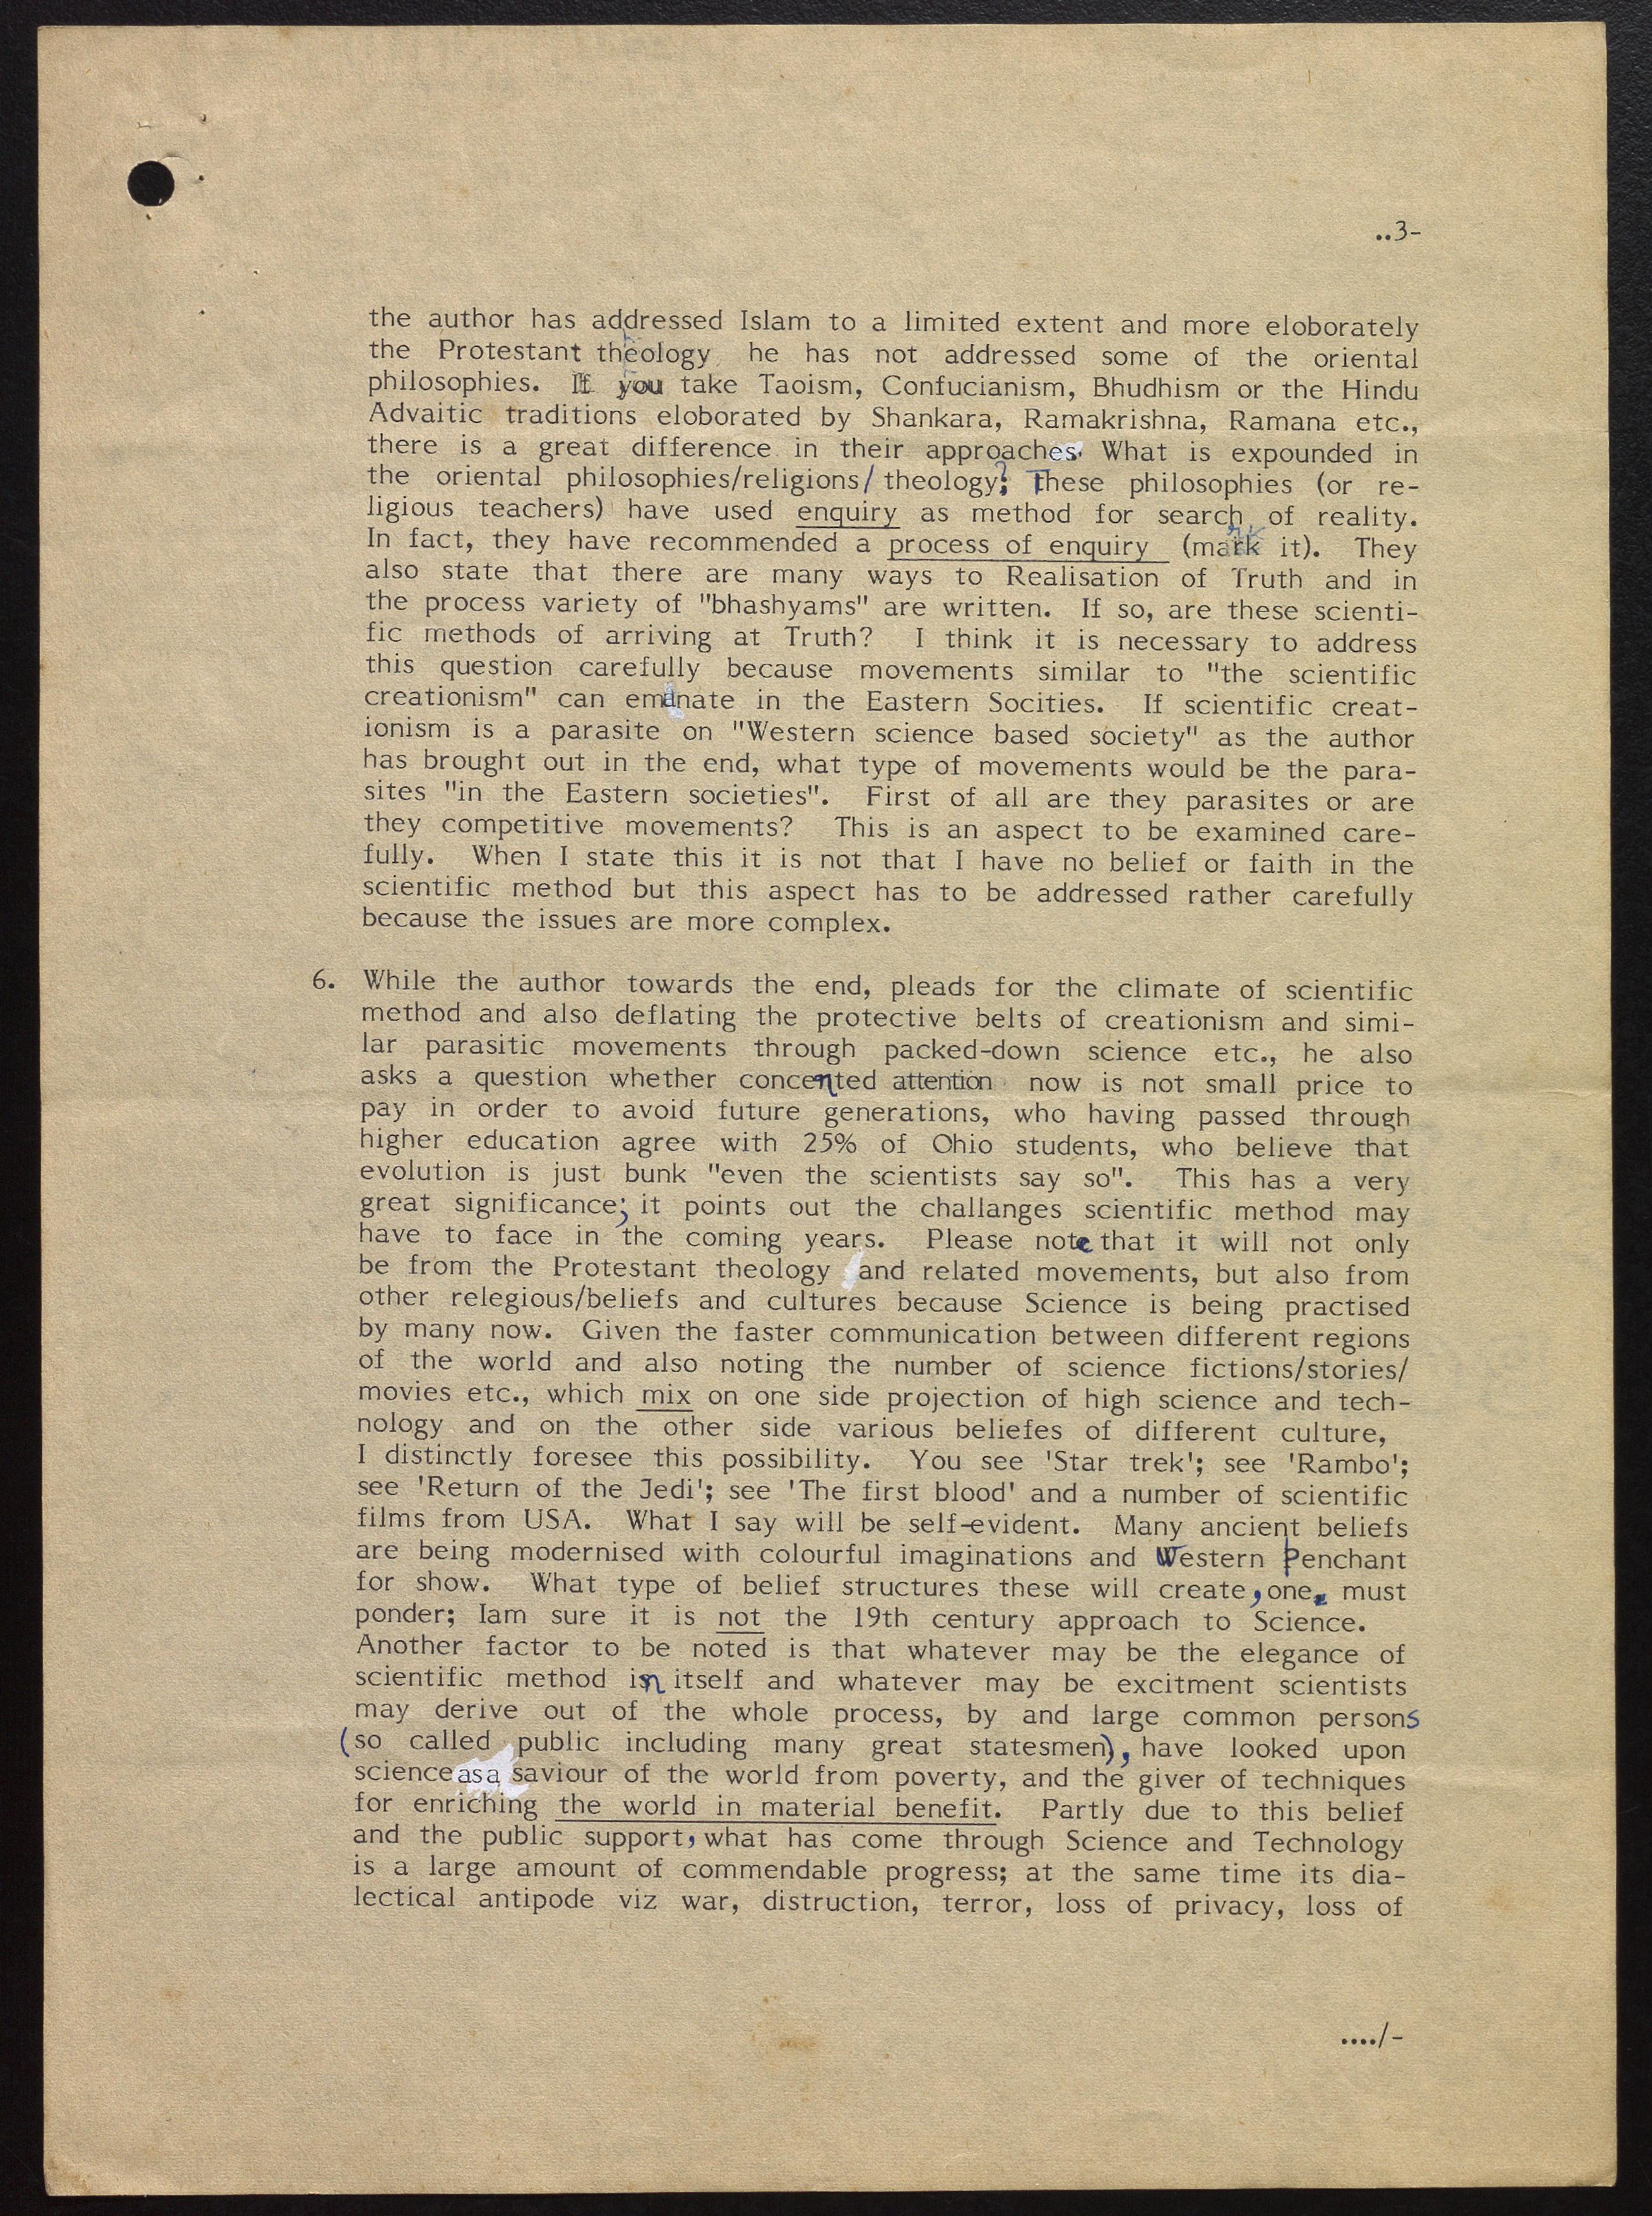 ..3-
the author has addressed Islam to a limited extent and more eloborately
the Protestant theology he has not addressed some of the oriental
philosophies. If you take Taoism, Confucianism, Bhudhism or the Hindu
Advaitic traditions eloborated by Shankara, Ramakrishna, Ramana etc.,
there is a great difference in their approaches. What is expounded in
the oriental philosophies/religions/ theology? These philosophies (or re-
ligious teachers) have used enquiry as method for search of reality.
In fact, they have recommended a process of enquiry (mark it). They
also state that there are many ways to Realisation of Truth and in
the process variety of "bhashyams" are written. If so, are these scienti-
fic methods of arriving at Truth? I think it is necessary to address
this question carefully because movements similar to "the scientific
creationism" can emanate in the Eastern Socities. If scientific creat-
ionism is a parasite on "Western science based society" as the author
has brought out in the end, what type of movements would be the para-
sites "in the Eastern societies". First of all are they parasites or are
they competitive movements? This is an aspect to be examined care-
fully. When I state this it is not that I have no belief or faith in the
scientific method but this aspect has to be addressed rather carefully
because the issues are more complex.
6. While the author towards the end, pleads for the climate of scientific
method and also deflating the protective belts of creationism and simi-
lar parasitic movements through packed-down science etc., he also
asks a question whether concented attention now is not small price to
pay in order to avoid future generations, who having passed through
higher education agree with 25% of Ohio students, who believe that
evolution is just bunk "even the scientists say so". This has a very
great significance; it points out the challanges scientific method may
have to face in the coming years. Please note that it will not only
be from the Protestant theology and related movements, but also from
other relegious/beliefs and cultures because Science is being practised
by many now. Given the faster communication between different regions
of the world and also noting the number of science fictions/stories/
movies etc., which mix on one side projection of high science and tech-
nology and on the other side various beliefes of different culture,
I distinctly foresee this possibility. You see 'Star trek'; see 'Rambo';
see 'Return of the Jedi'; see 'The first blood' and a number of scientific
films from USA. What I say will be self-evident. Many ancient beliefs
are being modernised with colourful imaginations and Western Penchant
for show. What type of belief structures these will create, one must
ponder; Iam sure it is not the 19th century approach to Science.
Another factor to be noted is that whatever may be the elegance of
scientific method in itself and whatever may be excitment scientists
may derive out of the whole process, by and large common persons
(so called public including many great statesmen), have looked upon
science as a saviour of the world from poverty, and the giver of techniques
for enriching the world in material benefit. Partly due to this belief
and the public support, what has come through Science and Technology
is a large amount of commendable progress; at the same time its dia-
lectical antipode viz war, distruction, terror, loss of privacy, loss of
..../-